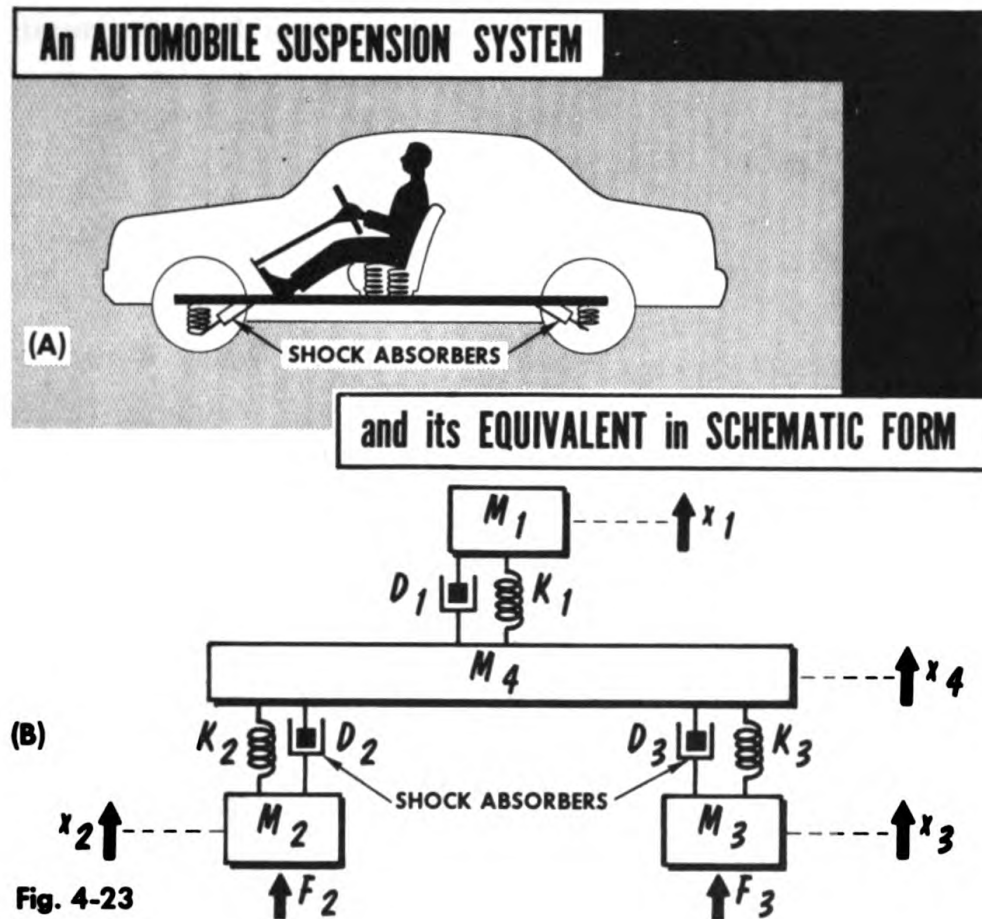 An AUTOMOBILE SUSPENSION SYSTEM
(A)
SHOCK ABSORBERS
and its EQUIVALENT in SCHEMATIC FORM
M1
x1
D1
K1
M4
x4
(B)
K2
D2
D3
K3
SHOCK ABSORBERS
x2
M2
M3
x3
F2
F3
Fig. 4-23